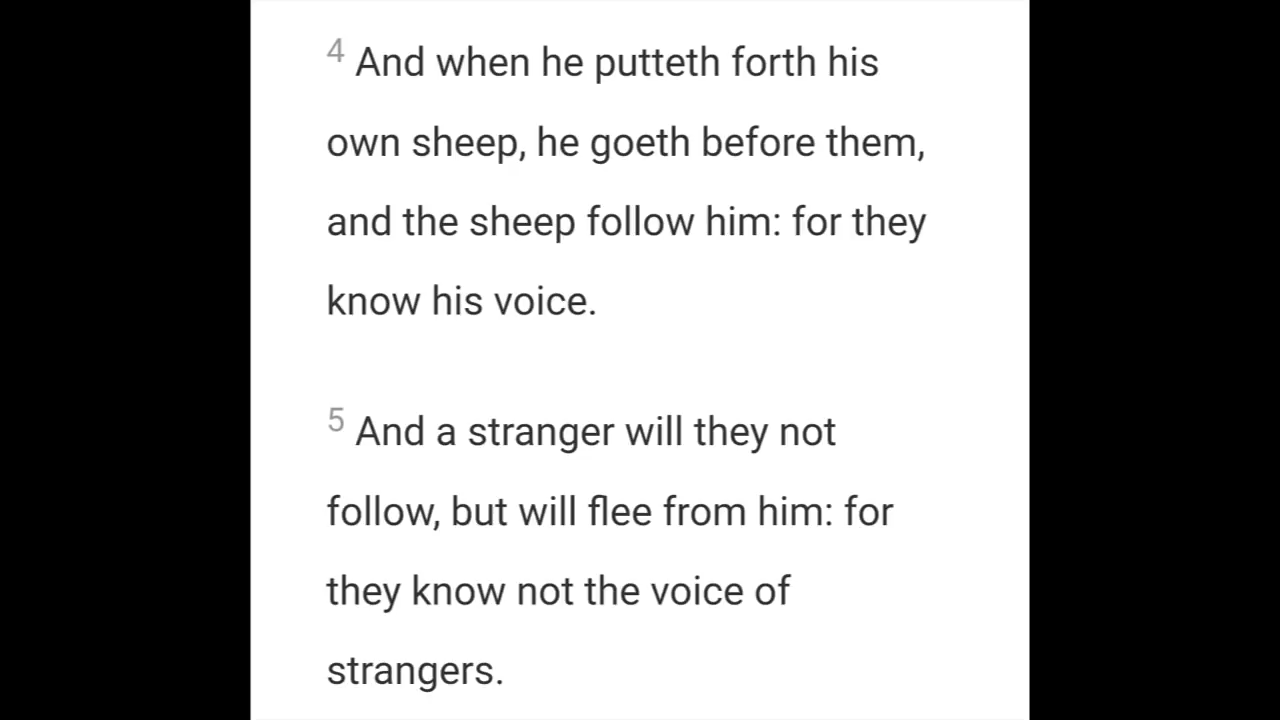 4 And when he putteth forth his
own sheep, he goeth before them,
and the sheep follow him: for they
know his voice.
5 And a stranger will they not
follow, but will flee from him: for
they know not the voice of
strangers.